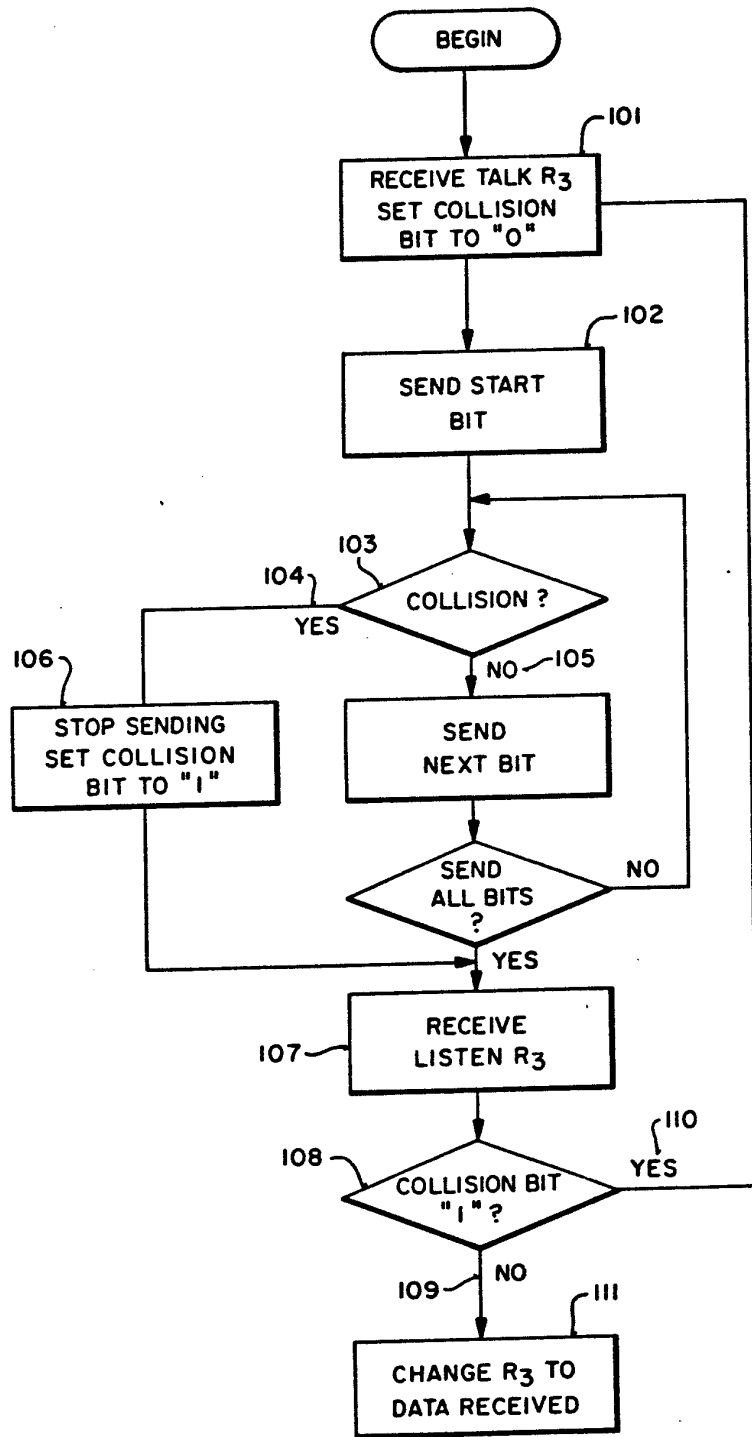 BEGIN
101
RECEIVE TALK R3
SET COLLISION
BIT TO "0"
102
SEND START
BIT
103
104
COLLISION ?
YES
NO
105
106
STOP SENDING
SET COLLISION
BIT TO "1"
SEND
NEXT BIT
SEND
ALL BITS
?
NO
YES
107
RECEIVE
LISTEN R3
108
COLLISION BIT
"1" ?
110
YES
109
NO
111
CHANGE R3 TO
DATA RECEIVED